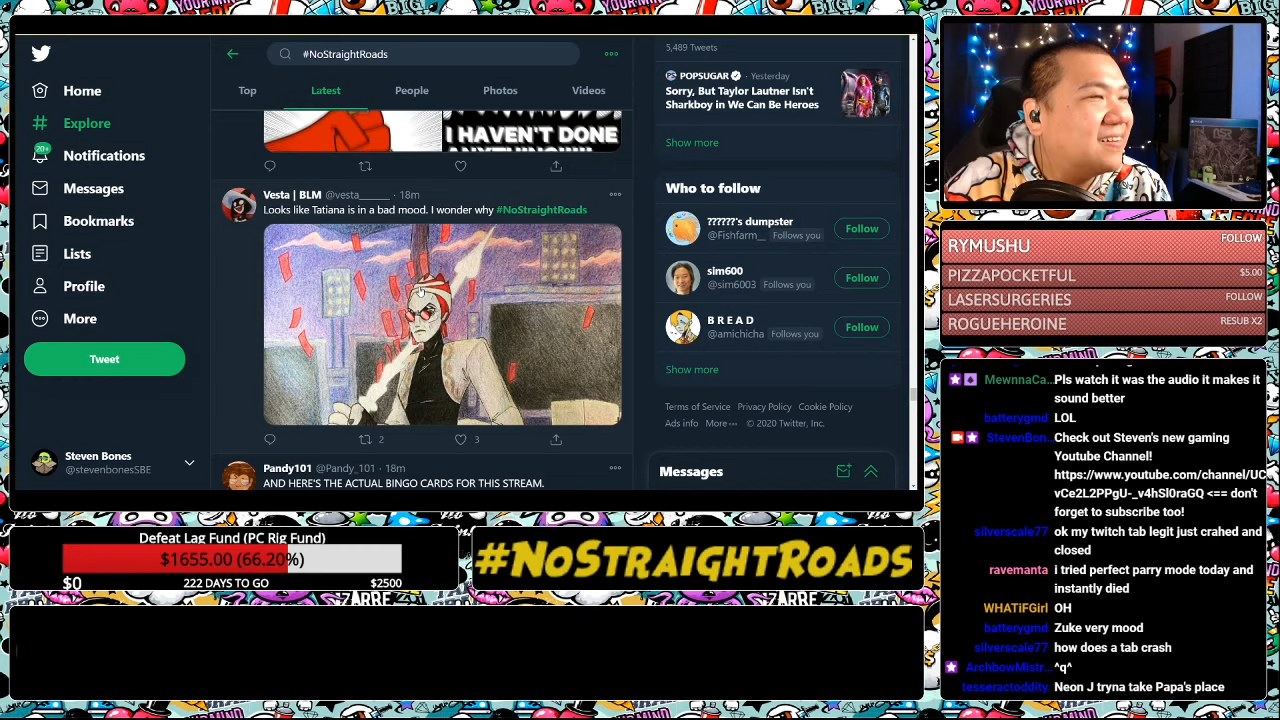 #NoStraightRoads
Home
Explore
20+
Notifications
Messages
Bookmarks
Lists
Profile
More
Tweet
Steven Bones
@stevenbonesSBE
Top
Latest
People
Photos
Videos
I HAVEN'T DONE
Vesta | BLM @vesta______ · 18m
Looks like Tatiana is in a bad mood. I wonder why #NoStraightRoads
2
3
Pandy101 @Pandy_101 · 18m
AND HERE'S THE ACTUAL BINGO CARDS FOR THIS STREAM.
5,489 Tweets
POPSUGAR · Yesterday
Sorry, But Taylor Lautner Isn't
Sharkboy in We Can Be Heroes
Show more
Who to follow
??????'s dumpster
@Fishfarm__ Follows you
Follow
sim600
@sim6003 Follows you
Follow
B R E A D
@amichicha Follows you
Follow
Show more
Terms of Service Privacy Policy Cookie Policy
Ads info More··· © 2020 Twitter, Inc.
Messages
RYMUSHU FOLLOW
PIZZAPOCKETFUL $5.00
LASERSURGERIES FOLLOW
ROGUEHEROINE RESUB X2
MewnnaCa... Pls watch it was the audio it makes it
sound better
batterygmd LOL
StevenBon... Check out Steven's new gaming
Youtube Channel!
https://www.youtube.com/channel/UC
vCe2L2PPgU-_v4hSl0raGQ <== don't
forget to subscribe too!
silverscale77 ok my twitch tab legit just crahed and
closed
ravemanta i tried perfect parry mode today and
instantly died
WHATiFGirl OH
batterygmd Zuke very mood
silverscale77 how does a tab crash
ArchbowMistr... ^q^
tesseractoddity Neon J tryna take Papa's place
Defeat Lag Fund (PC Rig Fund)
$1655.00 (66.20%)
$0 222 DAYS TO GO $2500
#NoStraightRoads